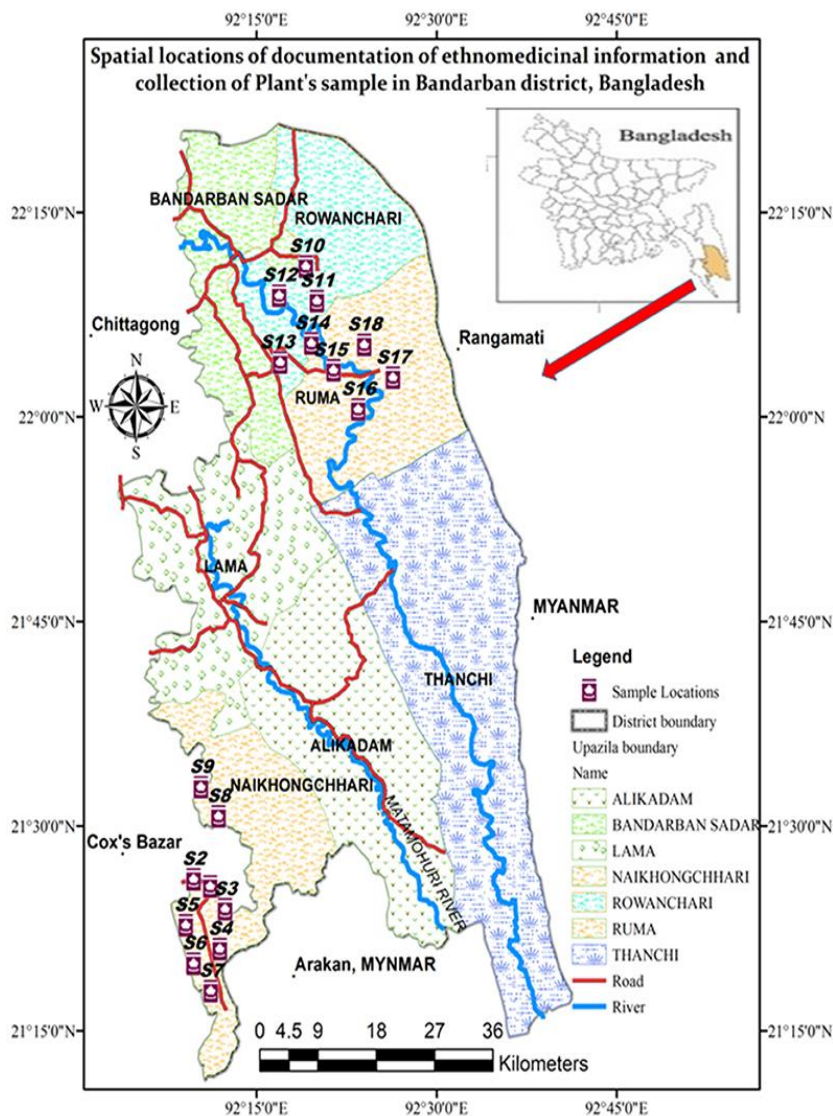 92°15'0"E 92°30'0"E 92°45'0"E
Spatial locations of documentation of ethnomedicinal information and
collection of Plant's sample in Bandarban district, Bangladesh
Bangladesh
BANDARBAN SADAR
22°15'0"N
22°15'0"N
ROWANCHARI
S10
S12
S11
S14
S18
Chittagong
Rangamati
S13
S15
S17
N
W E
S
RUMA
S16
22°0'0"N
22°0'0"N
LAMA
MYANMAR
21°45'0"N
21°45'0"N
THANCHI
ALIKADAM
NAIKHONGCHHARI
MATAMOHURI RIVER
S9
S8
21°30'0"N
21°30'0"N
Cox's Bazar
S2
S3
S5
S4
S6
S7
Arakan, MYNMAR
Legend
Sample Locations
District boundary
Upazila boundary
Name
ALIKADAM
BANDARBAN SADAR
LAMA
NAIKHONGCHHARI
ROWANCHARI
RUMA
THANCHI
Road
River
21°15'0"N
21°15'0"N
0 4.5 9 18 27 36
Kilometers
92°15'0"E 92°30'0"E 92°45'0"E